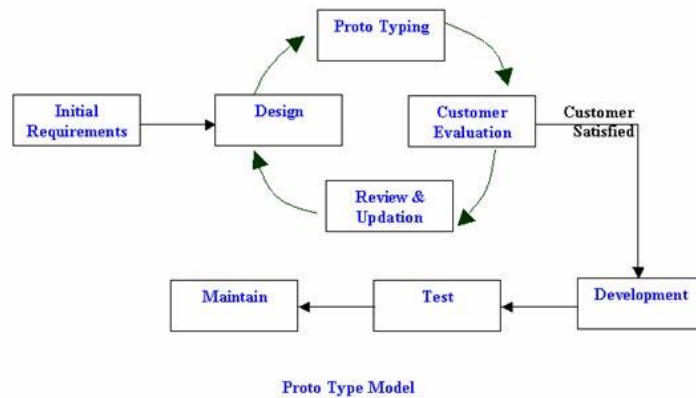 Proto Typing
Initial
Requirements
Design
Customer
Evaluation
Customer
Satisfied
Review &
Updation
Maintain
Test
Development
Proto Type Model